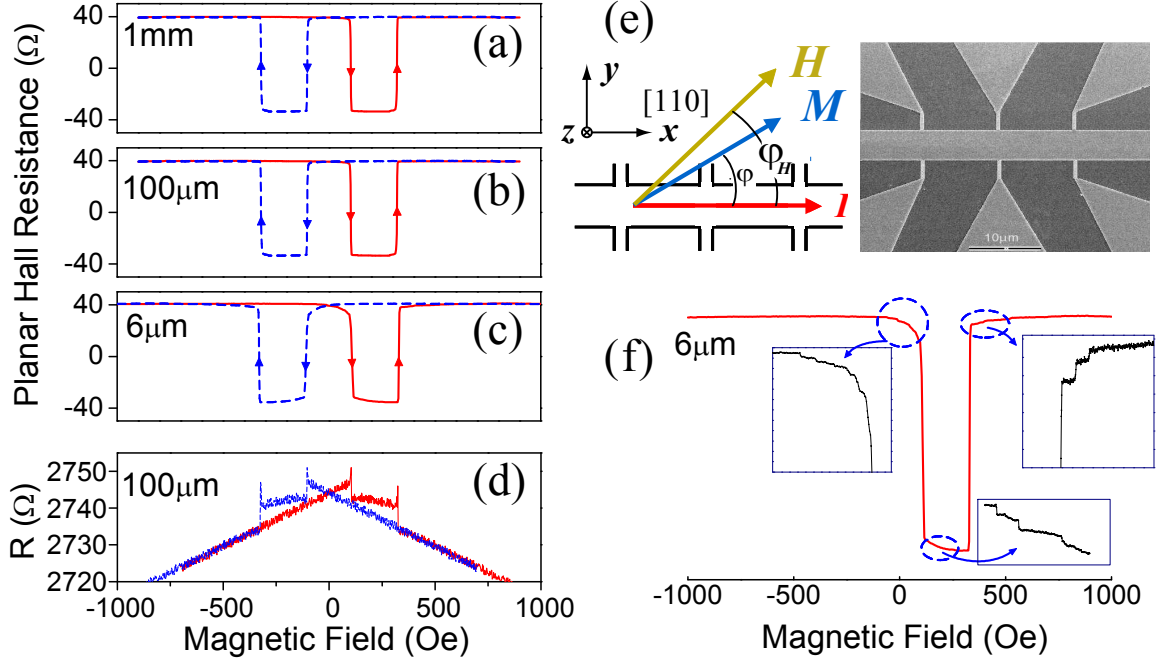 Planar Hall Resistance (Ω)
40
0
-40
1mm
(a)
40
0
-40
100μm
(b)
40
0
-40
6μm
(c)
R (Ω)
2750
2740
2730
2720
100μm
(d)
-1000
-500
0
500
1000
Magnetic Field (Oe)
(e)
y
z
x
[110]
H
M
φ
φH
I
10μm
(f)
6μm
-1000
-500
0
500
1000
Magnetic Field (Oe)